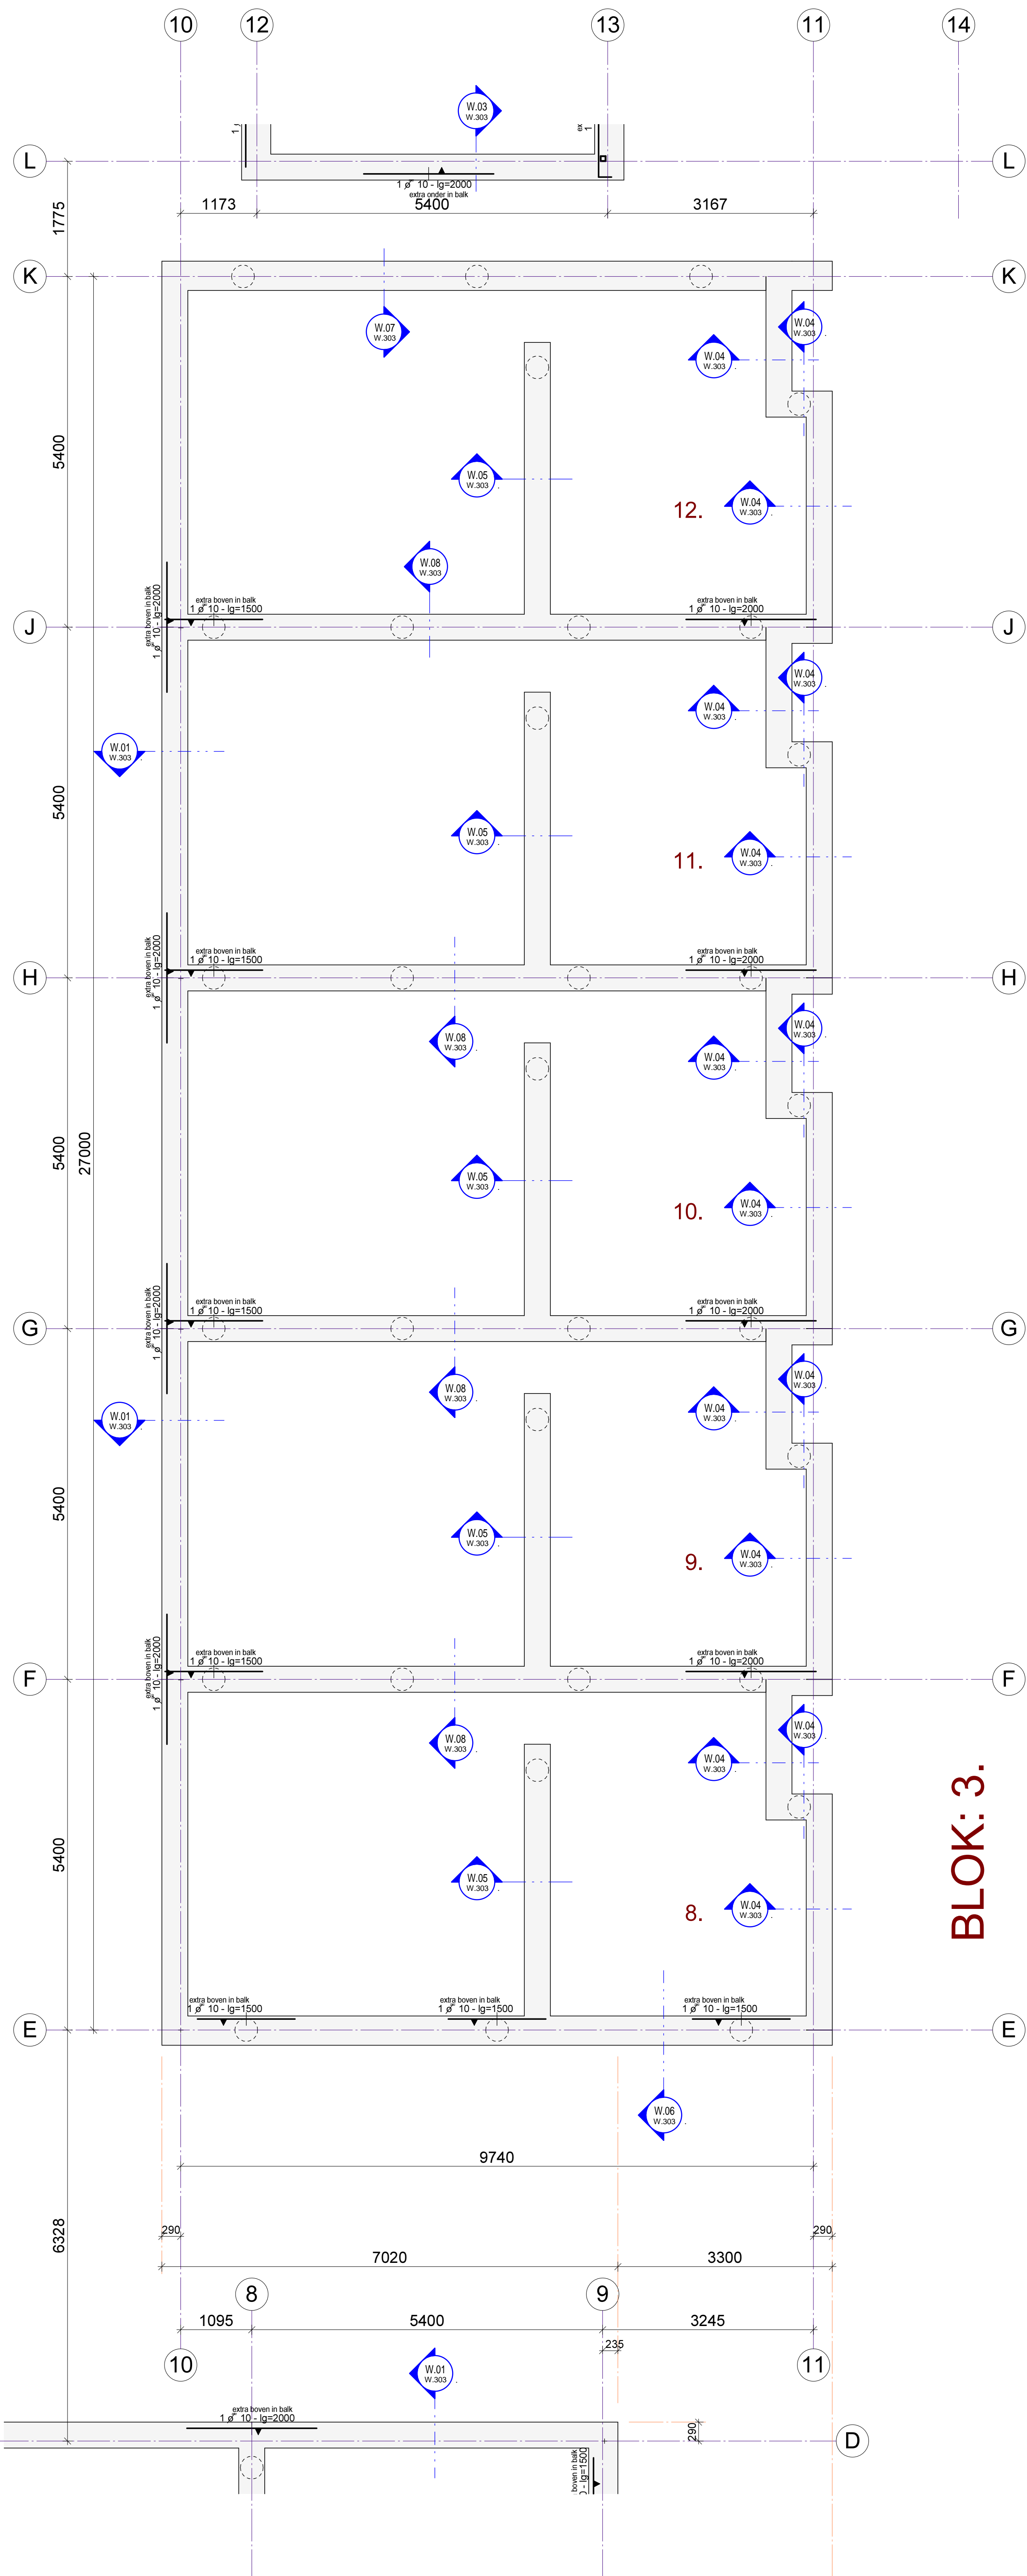 10
12
13
11
14
W.03
W.303
1
ex
1
L
L
1 ø 10 - lg=2000
extra onder in balk
1173
5400
3167
1775
K
K
W.07
W.303
W.04
W.303
W.04
W.303
5400
W.05
W.303
12.
W.04
W.303
W.08
W.303
extra boven in balk
1 ø 10 - lg=2000
extra boven in balk
1 ø 10 - lg=1500
extra boven in balk
1 ø 10 - lg=2000
J
J
W.04
W.303
W.04
W.303
W.01
W.303
5400
W.05
W.303
11.
W.04
W.303
extra boven in balk
1 ø 10 - lg=2000
extra boven in balk
1 ø 10 - lg=1500
extra boven in balk
1 ø 10 - lg=2000
H
H
W.04
W.303
W.08
W.303
W.04
W.303
5400
27000
W.05
W.303
10.
W.04
W.303
extra boven in balk
1 ø 10 - lg=2000
extra boven in balk
1 ø 10 - lg=1500
extra boven in balk
1 ø 10 - lg=2000
G
G
W.04
W.303
W.08
W.303
W.04
W.303
W.01
W.303
5400
W.05
W.303
9.
W.04
W.303
extra boven in balk
1 ø 10 - lg=2000
extra boven in balk
1 ø 10 - lg=1500
extra boven in balk
1 ø 10 - lg=2000
F
F
W.04
W.303
W.08
W.303
W.04
W.303
BLOK: 3.
5400
W.05
W.303
8.
W.04
W.303
extra boven in balk
1 ø 10 - lg=1500
extra boven in balk
1 ø 10 - lg=1500
extra boven in balk
1 ø 10 - lg=1500
E
E
W.06
W.303
9740
6328
290
290
7020
3300
8
9
1095
5400
3245
235
10
11
W.01
W.303
extra boven in balk
1 ø 10 - lg=2000
290
D
boven in balk
0 - lg=1500